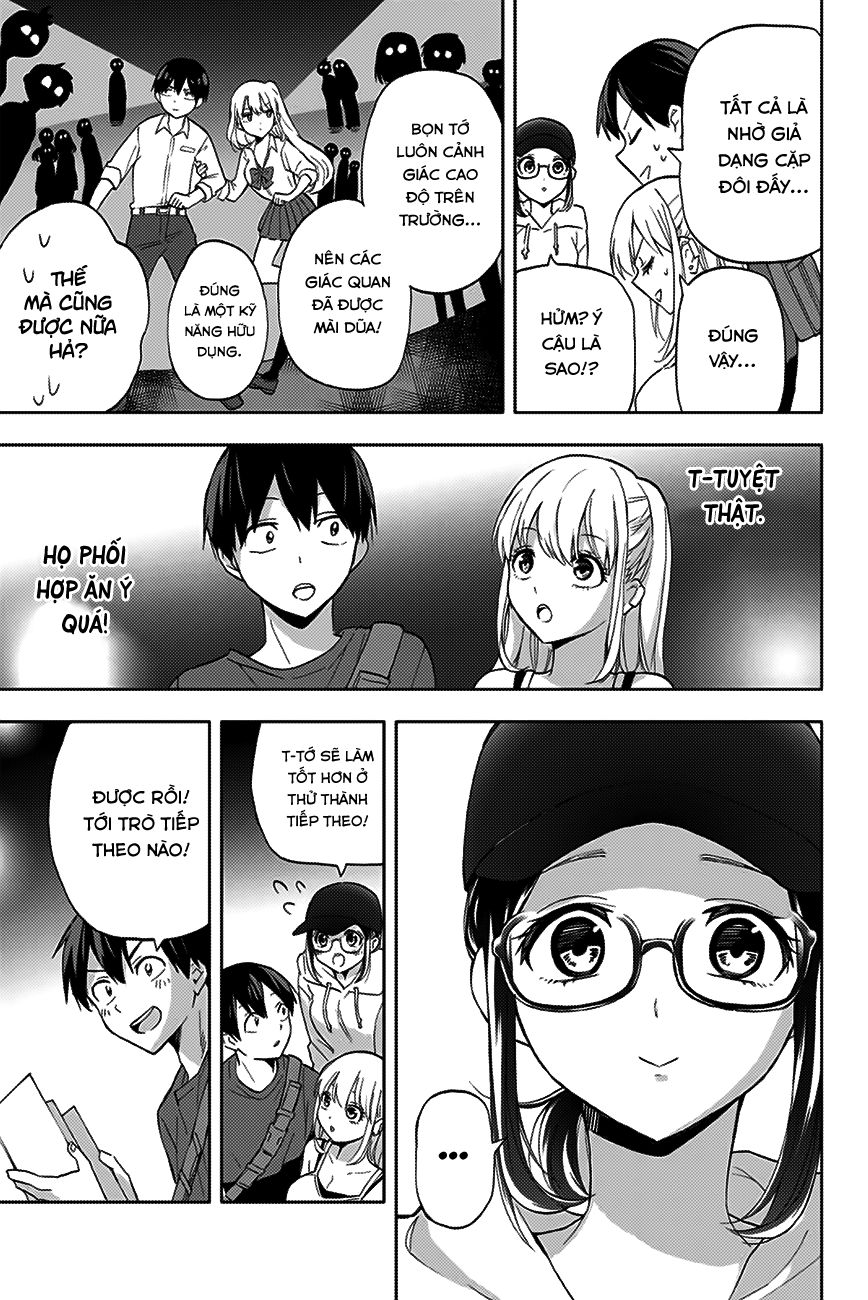 TẤT CẢ LÀ
NHỜ GIẢ
DẠNG CẶP
ĐÔI ĐẤY...
ĐÚNG
VẬY...
HỬM? Ý
CẬU LÀ
SAO!?
BỌN TỚ
LUÔN CẢNH
GIÁC CAO
ĐỘ TRÊN
TRƯỜNG...
NÊN CÁC
GIÁC QUAN
ĐÃ ĐƯỢC
MÀI DŨA!
ĐÚNG
LÀ MỘT KỸ
NĂNG HỮU
DỤNG.
THẾ
MÀ CŨNG
ĐƯỢC NỮA
HẢ?
T-TUYỆT
THẬT.
HỌ PHỐI
HỢP ĂN Ý
QUÁ!
...
T-TỚ SẼ LÀM
TỐT HƠN Ở
THỬ THÀNH
TIẾP THEO!
ĐƯỢC RỒI!
TỚI TRÒ TIẾP
THEO NÀO!